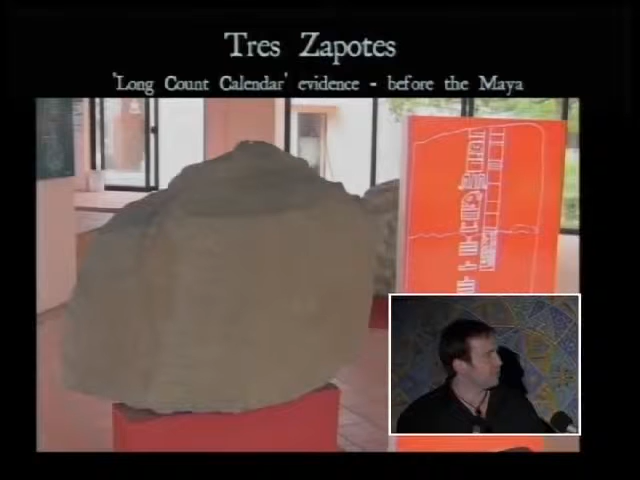 Tres Zapotes
'Long Count Calendar' evidence - before the Maya